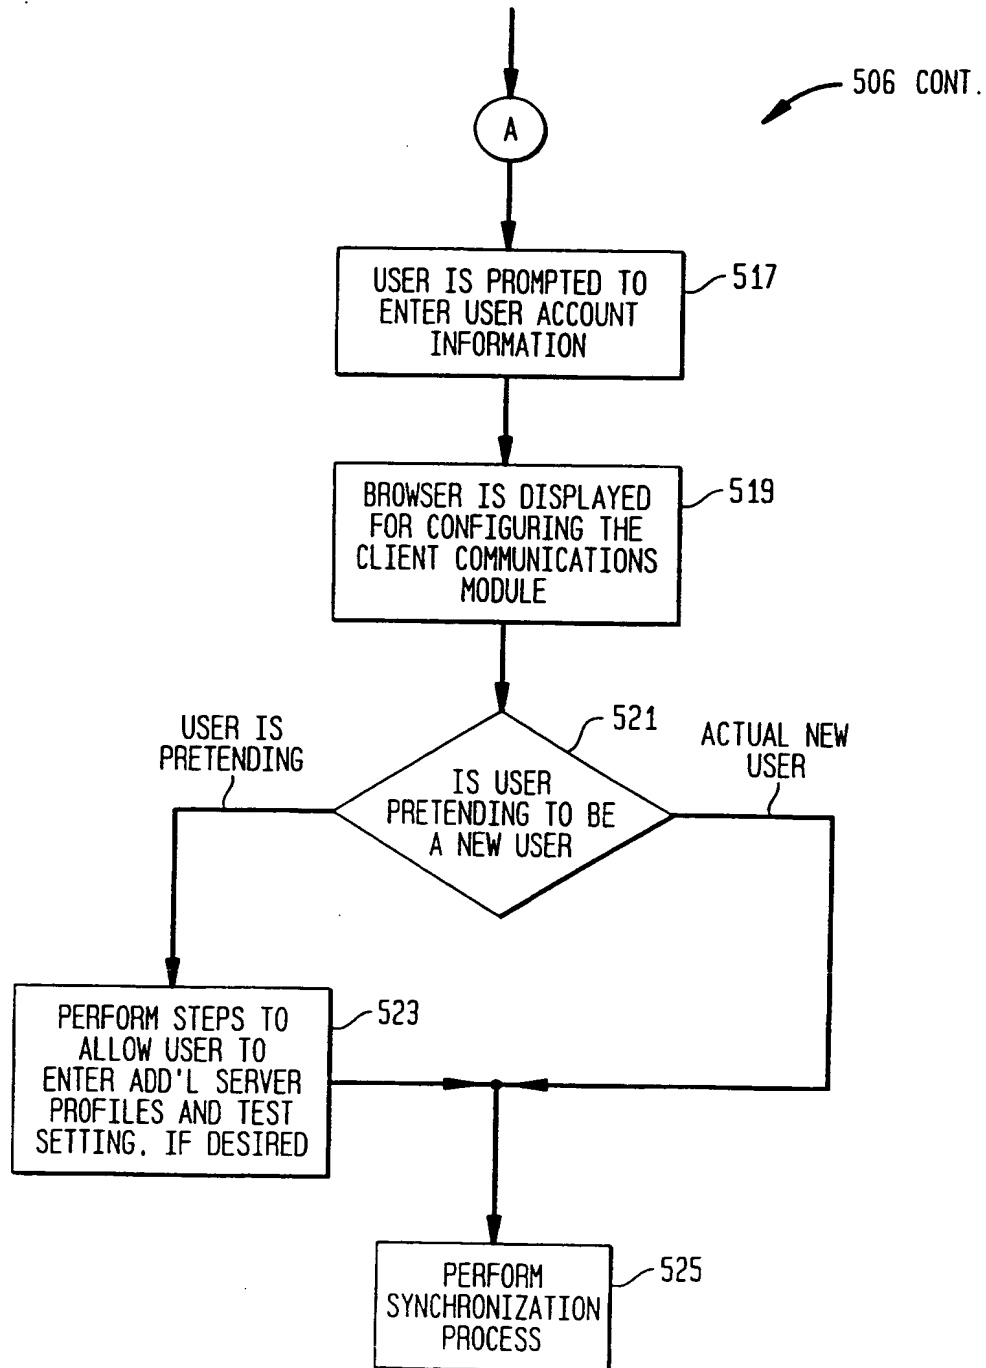 506 CONT.
A
USER IS PROMPTED TO
ENTER USER ACCOUNT
INFORMATION
517
BROWSER IS DISPLAYED
FOR CONFIGURING THE
CLIENT COMMUNICATIONS
MODULE
519
USER IS
PRETENDING
521
ACTUAL NEW
USER
IS USER
PRETENDING TO BE
A NEW USER
PERFORM STEPS TO
ALLOW USER TO
ENTER ADD'L SERVER
PROFILES AND TEST
SETTING. IF DESIRED
523
PERFORM
SYNCHRONIZATION
PROCESS
525